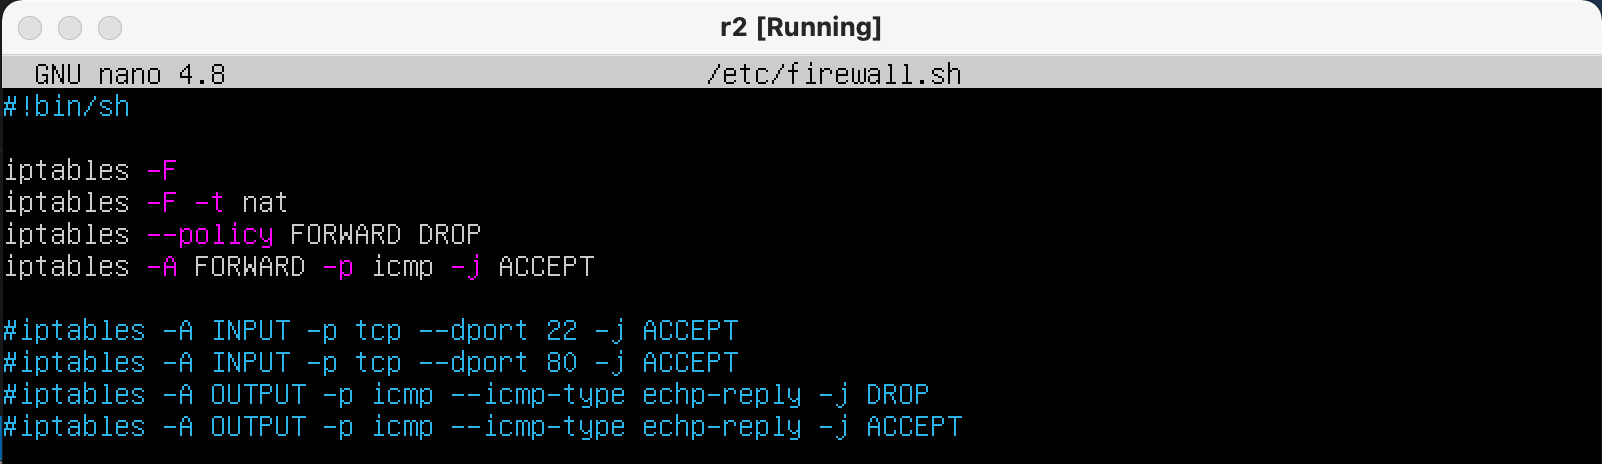 r2 [Running]
GNU nano 4.8 /etc/firewall.sh
#!bin/sh
iptables -F
iptables -F -t nat
iptables --policy FORWARD DROP
iptables -A FORWARD -p icmp -j ACCEPT
#iptables -A INPUT -p tcp --dport 22 -j ACCEPT
#iptables -A INPUT -p tcp --dport 80 -j ACCEPT
#iptables -A OUTPUT -p icmp --icmp-type echp-reply -j DROP
#iptables -A OUTPUT -p icmp --icmp-type echp-reply -j ACCEPT